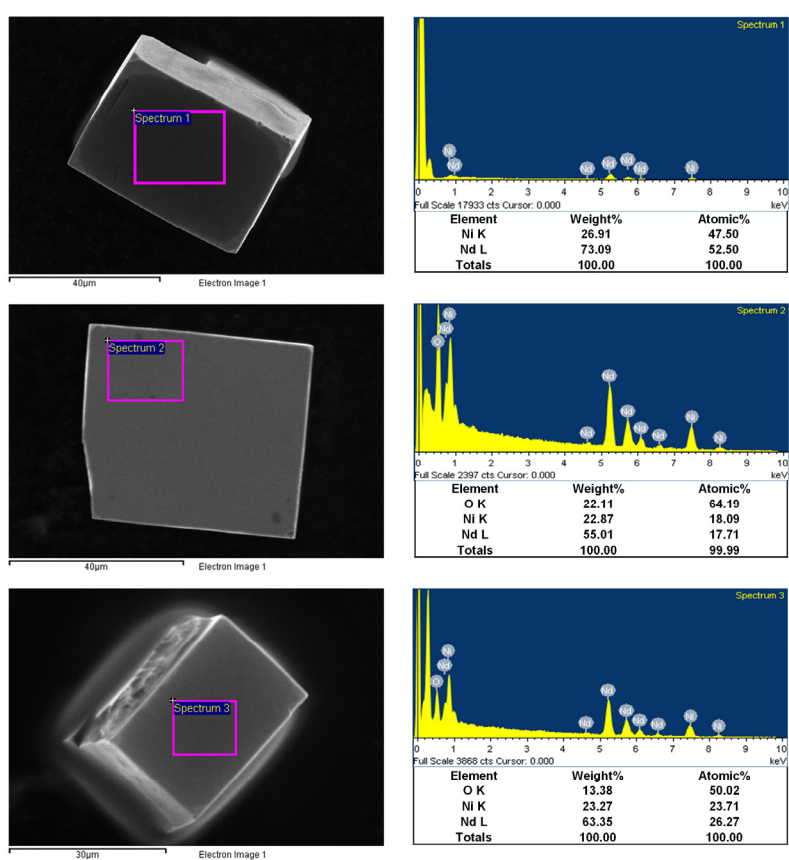 Spectrum 1
40µm
Electron Image 1
Spectrum 1
Ni
Nd
Nd
Nd
Nd
Nd
Ni
0 1 2 3 4 5 6 7 8 9 10
Full Scale 17933 cts Cursor: 0.000 keV
Element Weight% Atomic%
Ni K 26.91 47.50
Nd L 73.09 52.50
Totals 100.00 100.00
Spectrum 2
40µm
Electron Image 1
Spectrum 2
Ni
Nd
O
Nd
Nd
Nd
Nd
Nd
Ni
Ni
0 1 2 3 4 5 6 7 8 9 10
Full Scale 2397 cts Cursor: 0.000 keV
Element Weight% Atomic%
O K 22.11 64.19
Ni K 22.87 18.09
Nd L 55.01 17.71
Totals 100.00 99.99
Spectrum 3
30µm
Electron Image 1
Spectrum 3
Ni
Nd
O
Nd
Nd
Nd
Nd
Nd
Ni
Ni
0 1 2 3 4 5 6 7 8 9 10
Full Scale 3868 cts Cursor: 0.000 keV
Element Weight% Atomic%
O K 13.38 50.02
Ni K 23.27 23.71
Nd L 63.35 26.27
Totals 100.00 100.00